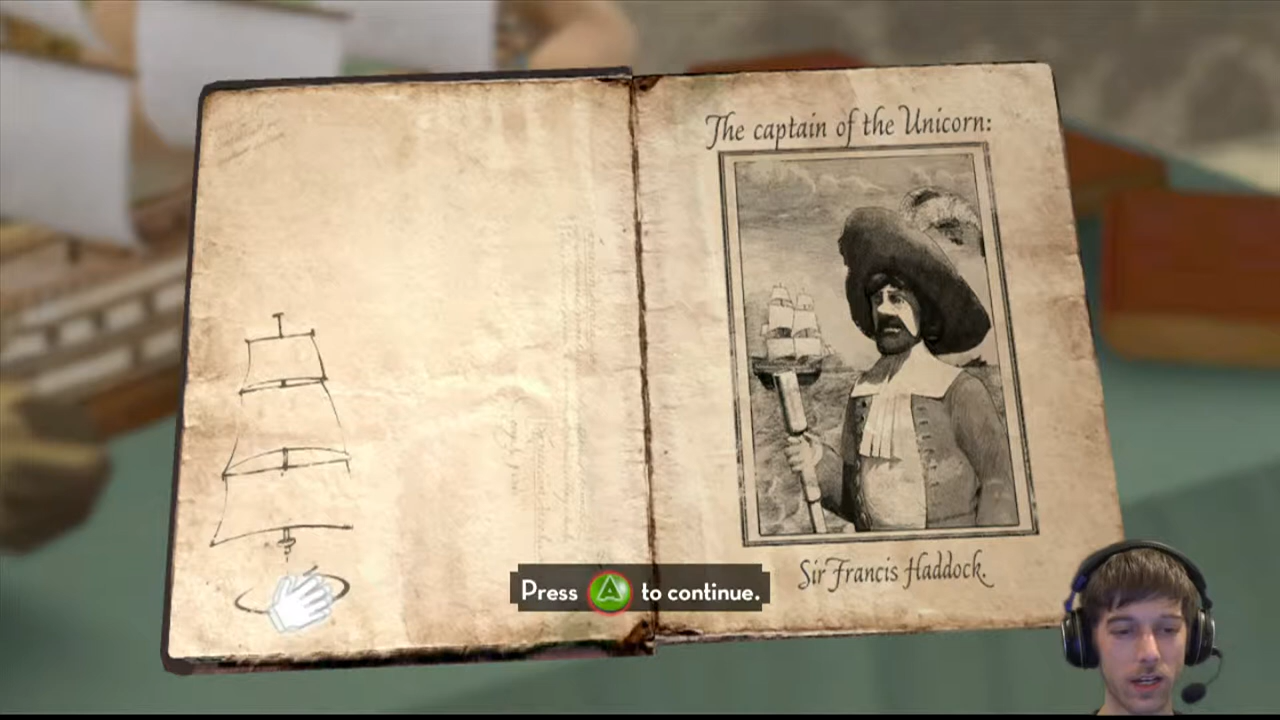 The captain of the Unicorn:
Sir Francis Haddock.
Press A to continue.